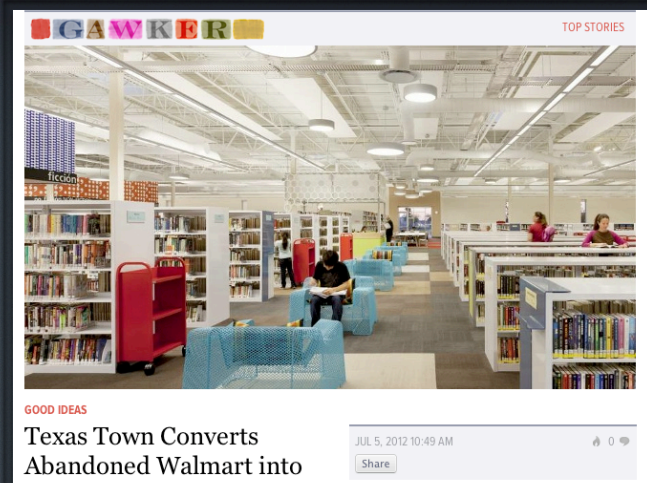 GAWKER
TOP STORIES
ficción
GOOD IDEAS
Texas Town Converts
Abandoned Walmart into
JUL 5, 2012 10:49 AM
0
Share